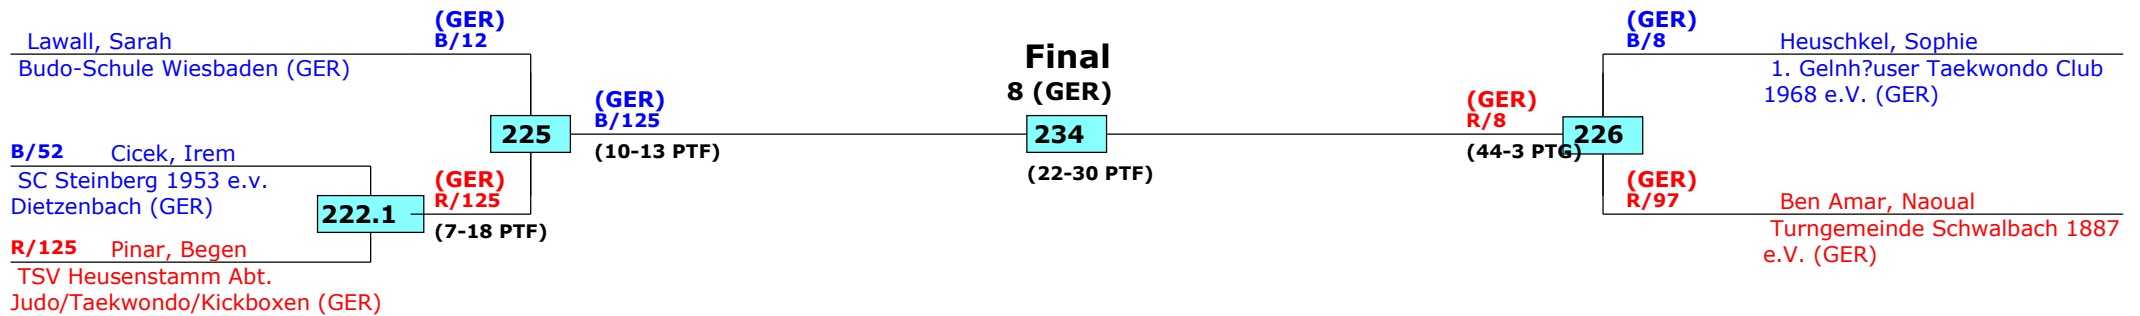 (GER)
B/12
Lawall, Sarah
Budo-Schule Wiesbaden (GER)
B/52 Cicek, Irem
SC Steinberg 1953 e.v.
Dietzenbach (GER)
222.1
R/125 Pinar, Begen
TSV Heusenstamm Abt.
Judo/Taekwondo/Kickboxen (GER)
(GER)
R/125
(7-18 PTF)
225
(GER)
B/125
(10-13 PTF)
Final
8 (GER)
234
(22-30 PTF)
(GER)
R/8
(44-3 PTG)
226
(GER)
B/8
Heuschkel, Sophie
1. Gelnh?user Taekwondo Club
1968 e.V. (GER)
(GER)
R/97
Ben Amar, Naoual
Turngemeinde Schwalbach 1887
e.V. (GER)